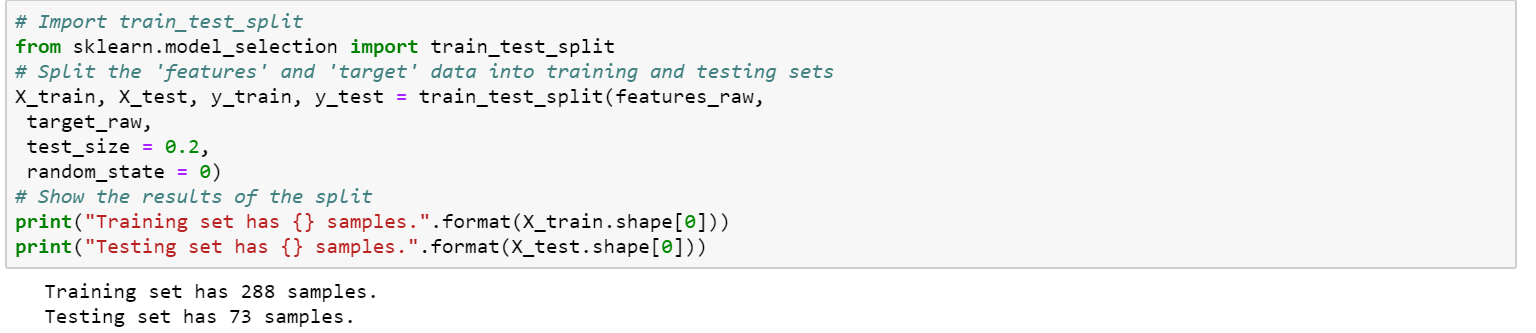 # Import train_test_split
from sklearn.model_selection import train_test_split
# Split the 'features' and 'target' data into training and testing sets
X_train, X_test, y_train, y_test = train_test_split(features_raw,
 target_raw,
 test_size = 0.2,
 random_state = 0)
# Show the results of the split
print("Training set has {} samples.".format(X_train.shape[0]))
print("Testing set has {} samples.".format(X_test.shape[0]))
Training set has 288 samples.
Testing set has 73 samples.